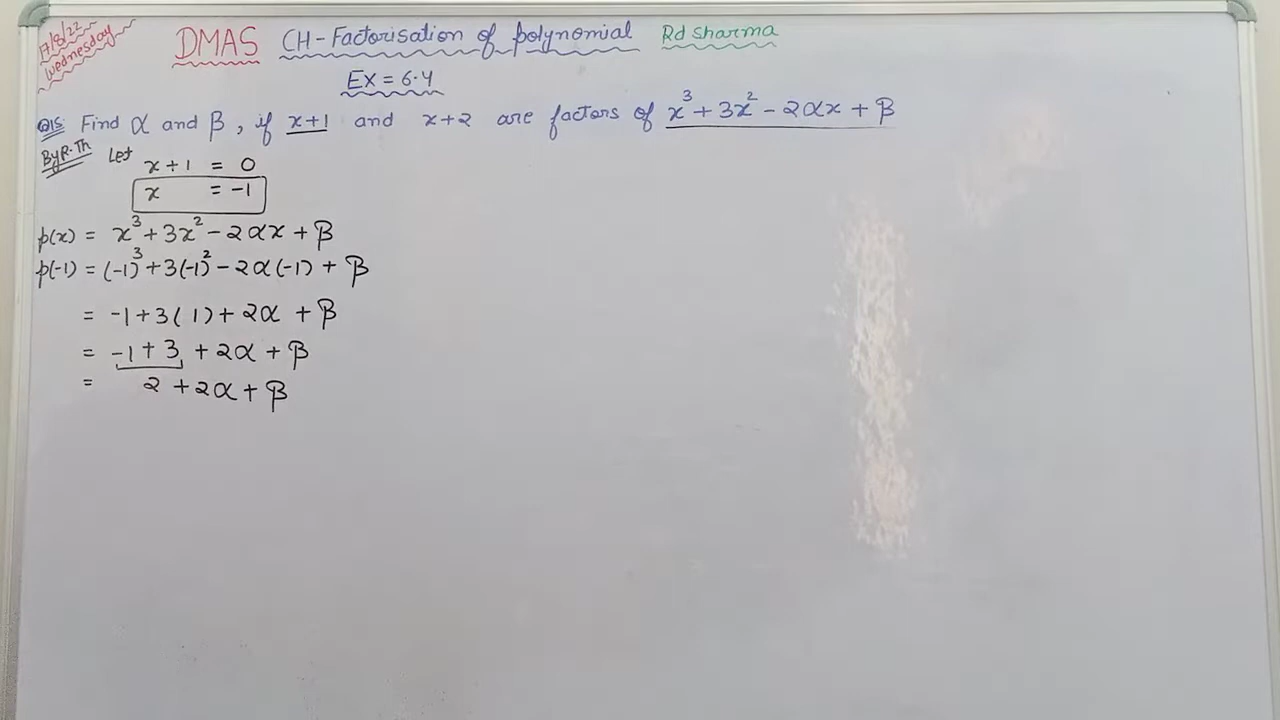 17/8/22
Wednesday
DMAS CH-Factorisation of polynomial Rd Sharma
Ex = 6.4
Q15 Find α and β, if x+1 and x+2 are factors of x³ + 3x² - 2αx + β
By R.Th Let x + 1 = 0
x = -1
p(x) = x³ + 3x² - 2αx + β
p(-1) = (-1)³ + 3(-1)² - 2α(-1) + β
= -1 + 3(1) + 2α + β
= -1 + 3 + 2α + β
= 2 + 2α + β